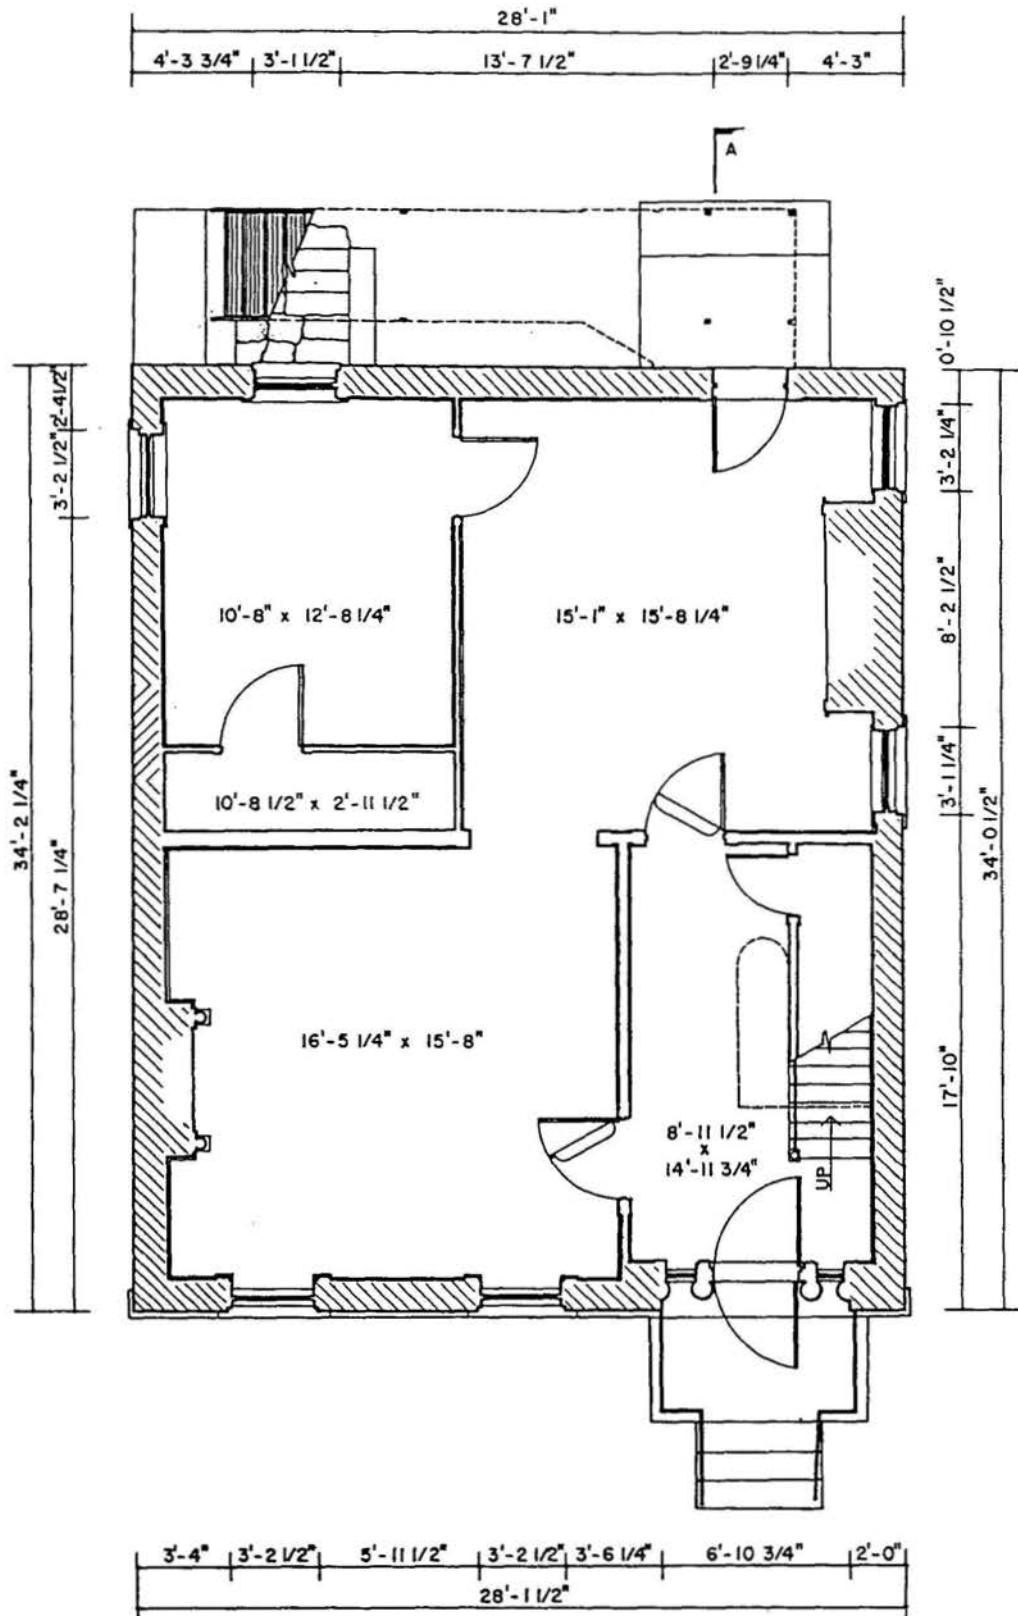 28'-1"
4'-3 3/4" 3'-1 1/2" 13'-7 1/2" 2'-9 1/4" 4'-3"
A
0'-10 1/2"
2'-4 1/2"
3'-2 1/2"
3'-2 1/4"
10'-8" x 12'-8 1/4"
15'-1" x 15'-8 1/4"
8'-2 1/2"
3'-1 1/4"
10'-8 1/2" x 2'-11 1/2"
34'-2 1/4"
28'-7 1/4"
34'-0 1/2"
16'-5 1/4" x 15'-8"
17'-10"
8'-11 1/2"
x
14'-11 3/4"
UP
3'-4" 3'-2 1/2" 5'-11 1/2" 3'-2 1/2" 3'-6 1/4" 6'-10 3/4" 2'-0"
28'-1 1/2"